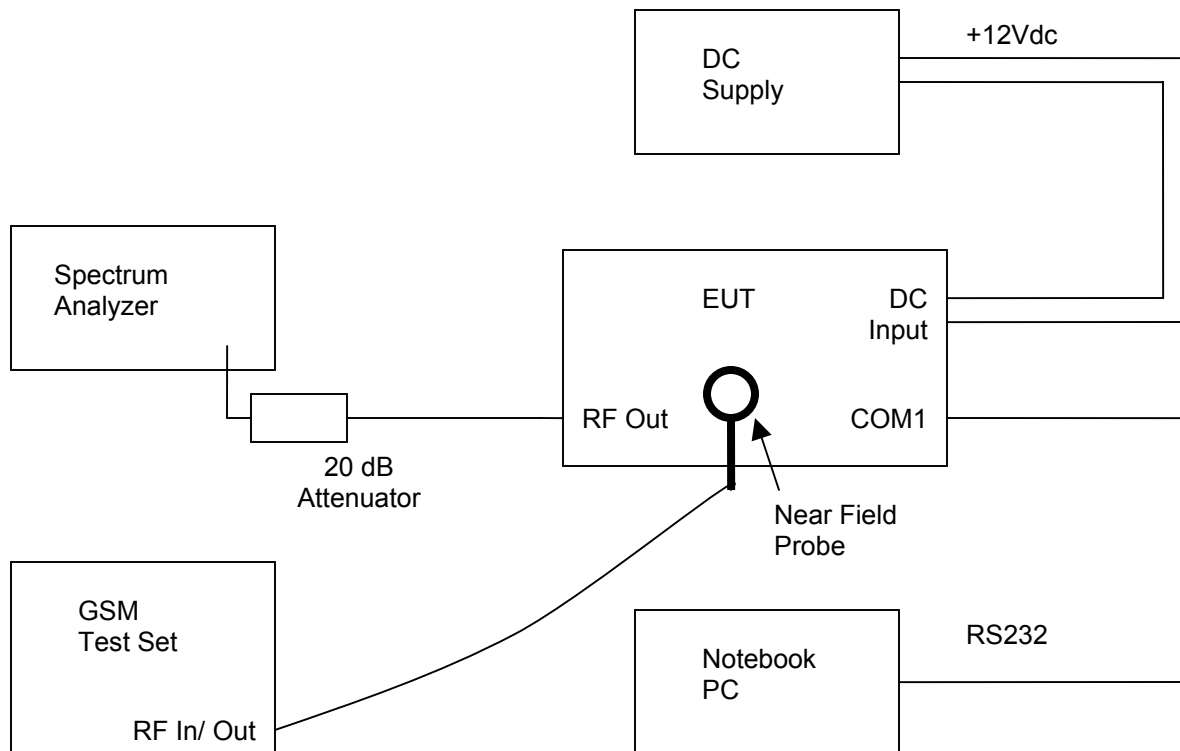 +12Vdc
DC
Supply
Spectrum
Analyzer
EUT
DC
Input
RF Out
COM1
20 dB
Attenuator
Near Field
Probe
GSM
Test Set
RF In/ Out
Notebook
PC
RS232